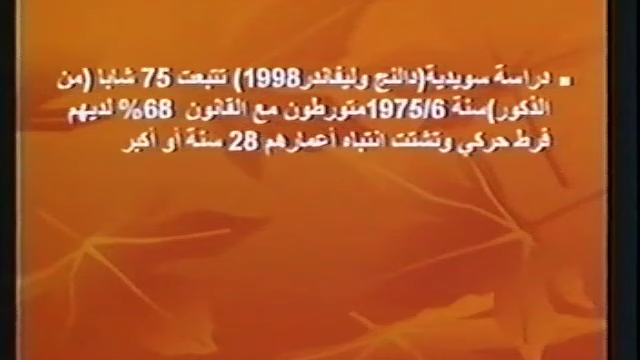 ▪ دراسة سويدية(دالنج وليفاندر1998) تتبعت 75 شابا (من
الذكور)سنة 1975/6متورطون مع القانون 68% لديهم
فرط حركي وتشتت انتباه أعمارهم 28 سنة أو أكبر